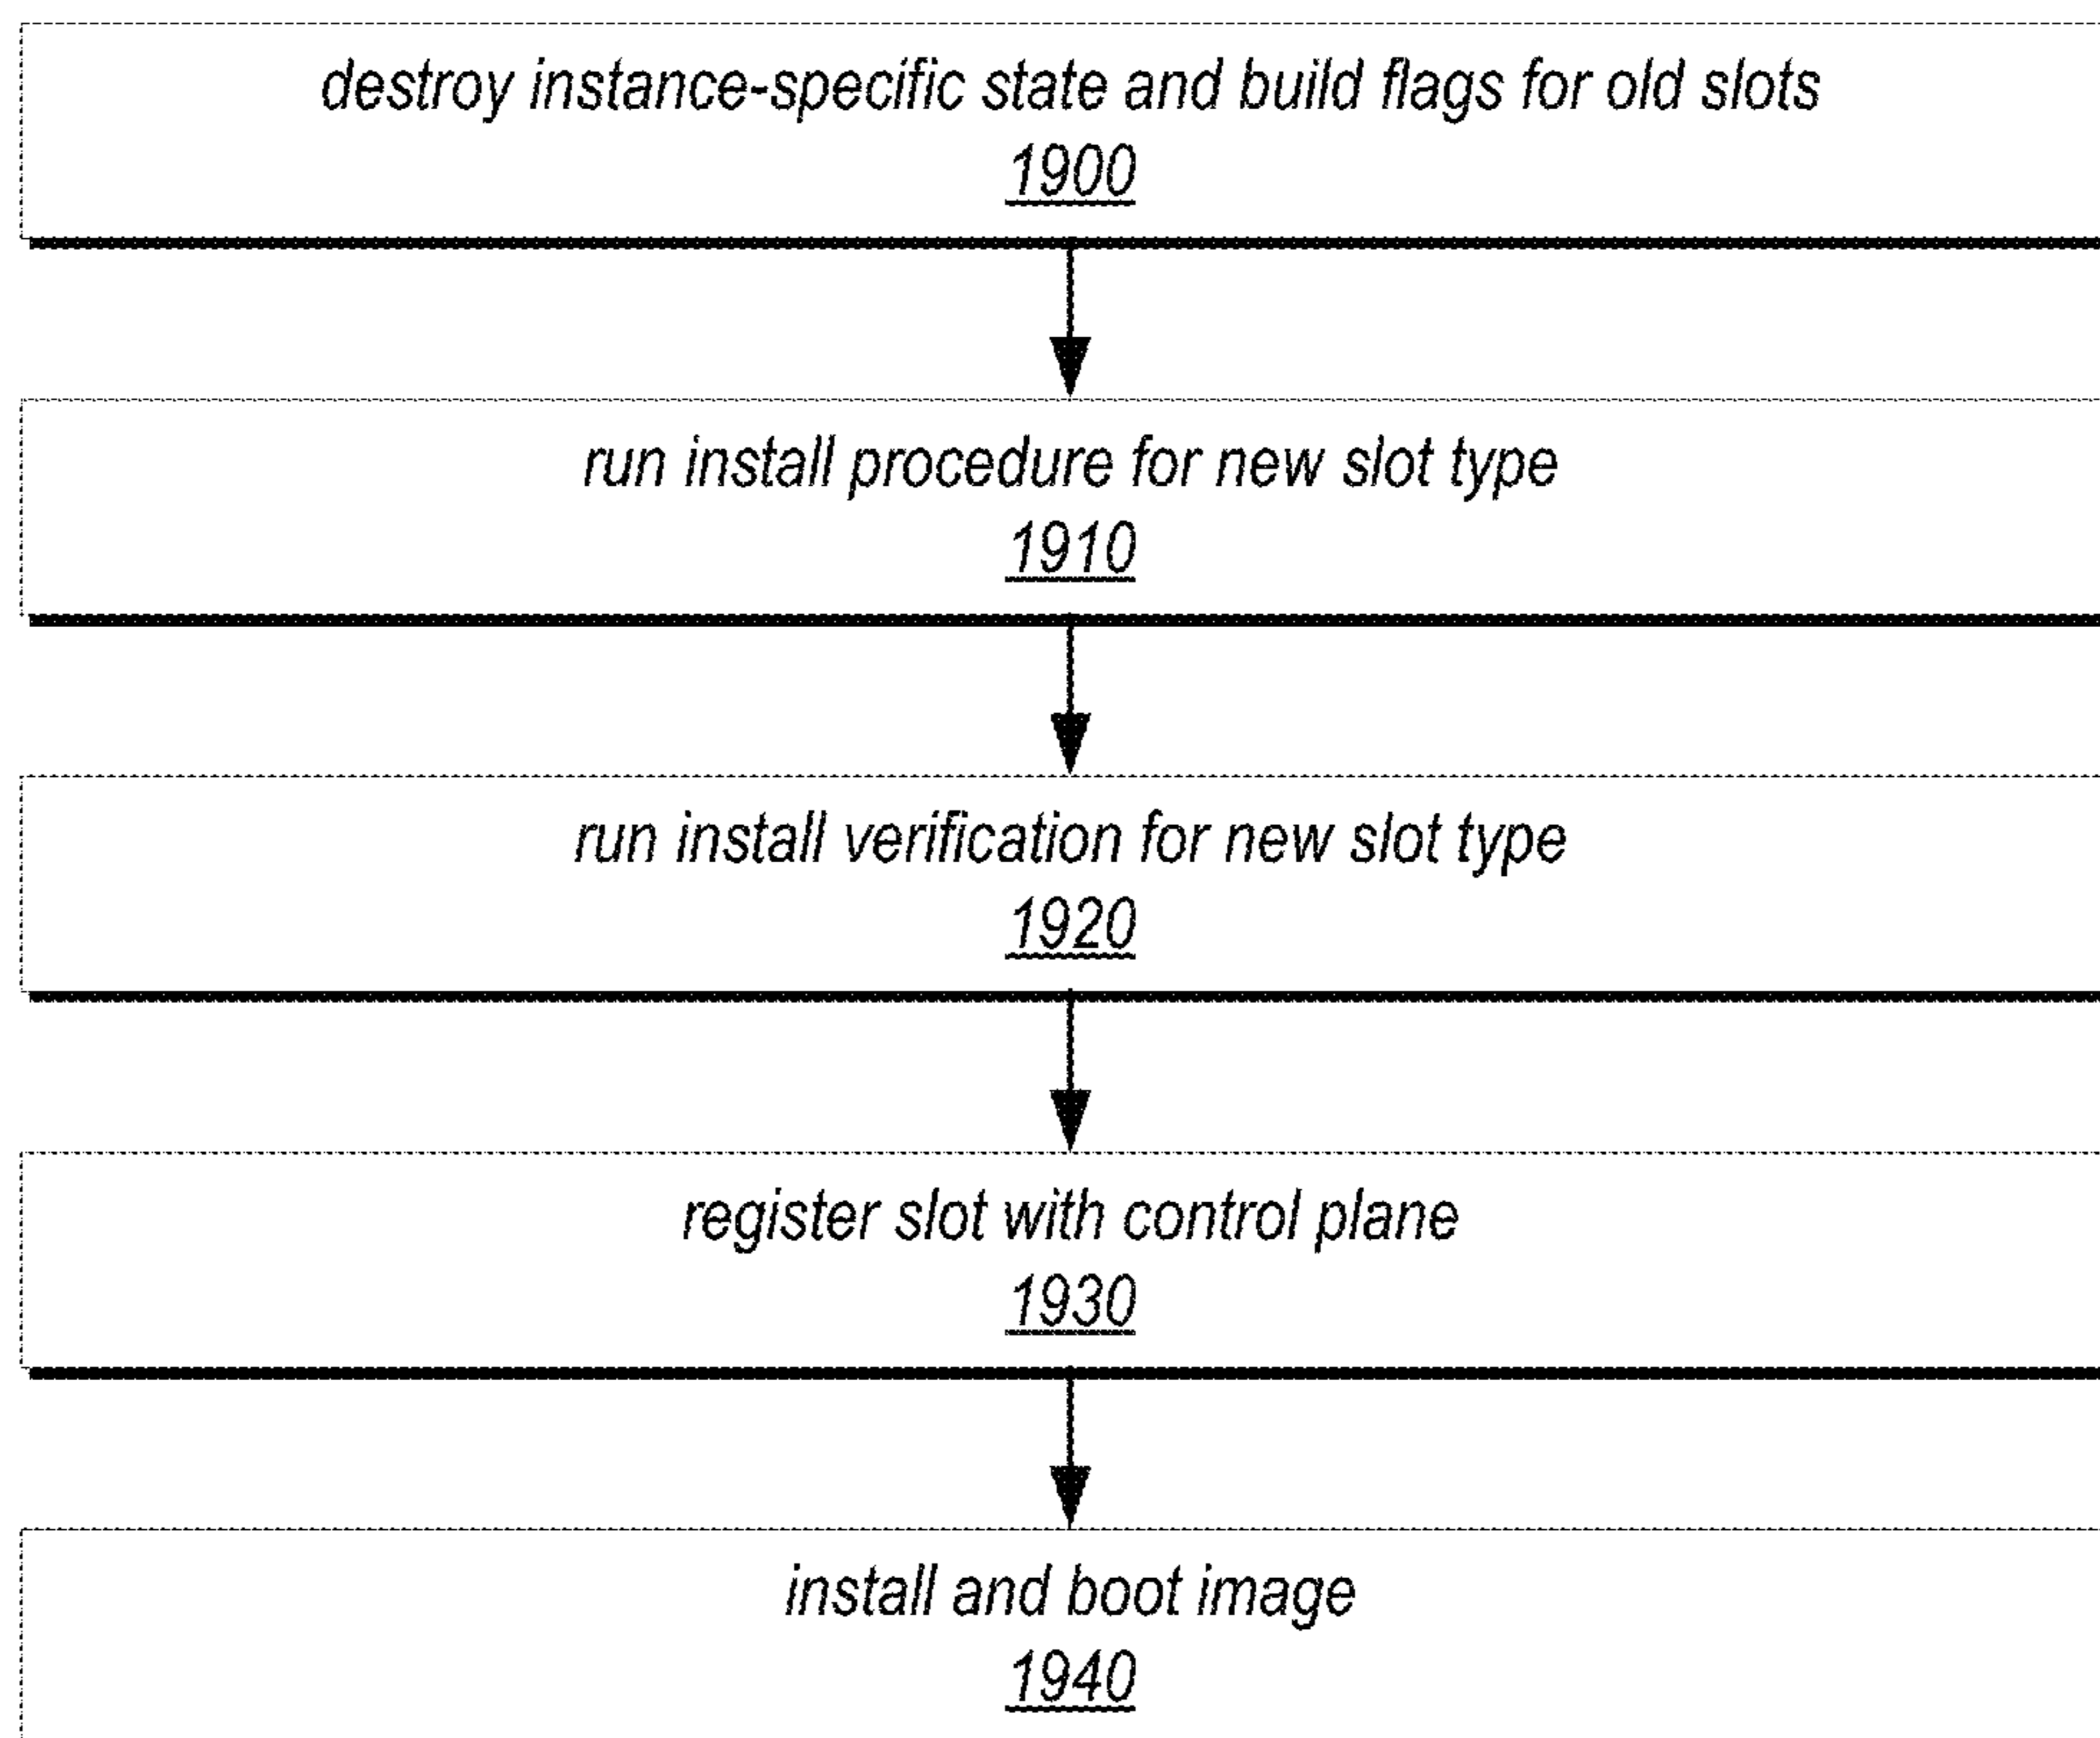 destroy instance-specific state and build flags for old slots
1900
run install procedure for new slot type
1910
run install verification for new slot type
1920
register slot with control plane
1930
install and boot image
1940